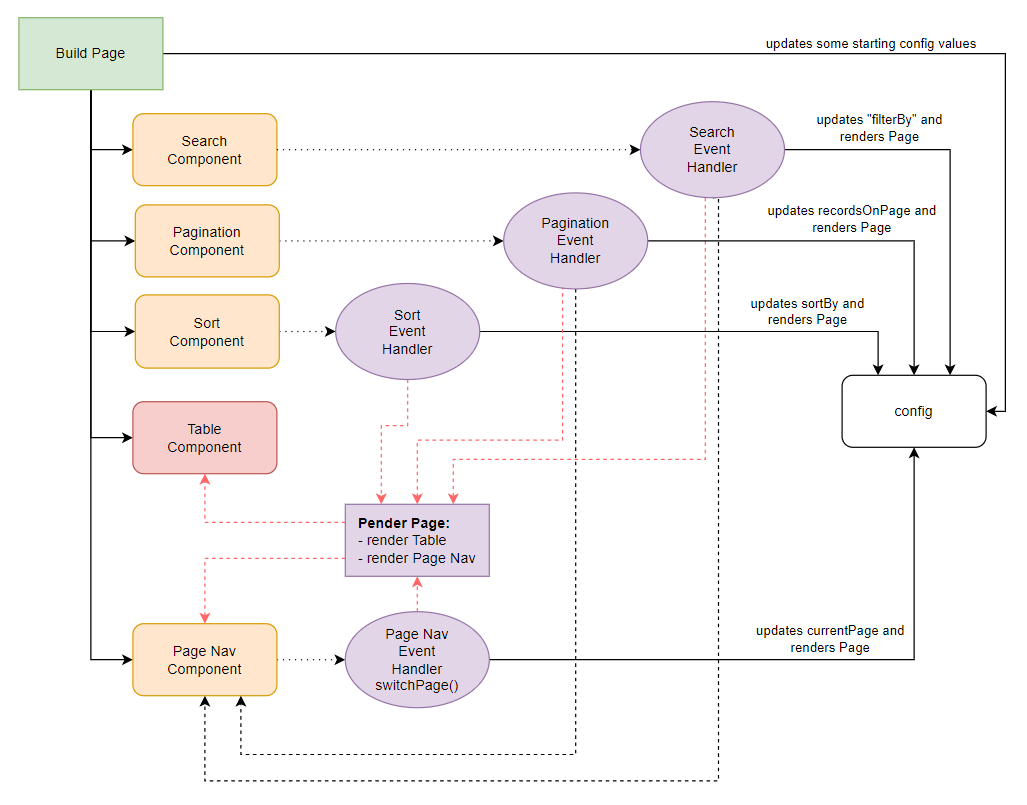 Build Page
updates some starting config values
Search
Component
Search
Event
Handler
updates "filterBy" and
renders Page
Pagination
Component
Pagination
Event
Handler
updates recordsOnPage and
renders Page
Sort
Component
Sort
Event
Handler
updates sortBy and
renders Page
config
Table
Component
Pender Page:
- render Table
- render Page Nav
Page Nav
Component
Page Nav
Event
Handler
switchPage()
updates currentPage and
renders Page